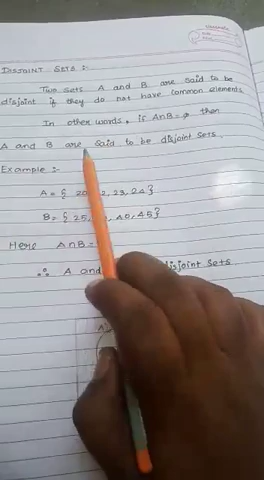 DISJOINT SETS :-
Two sets A and B are said to be
disjoint if they do not have common elements
In other words, is A∩B=φ then
A and B are said to be disjoint sets.
Example :-
A = { 20, 2, 23, 24}
B = { 25, 40, 45}
Here A∩B=
∴ A and disjoint sets
A